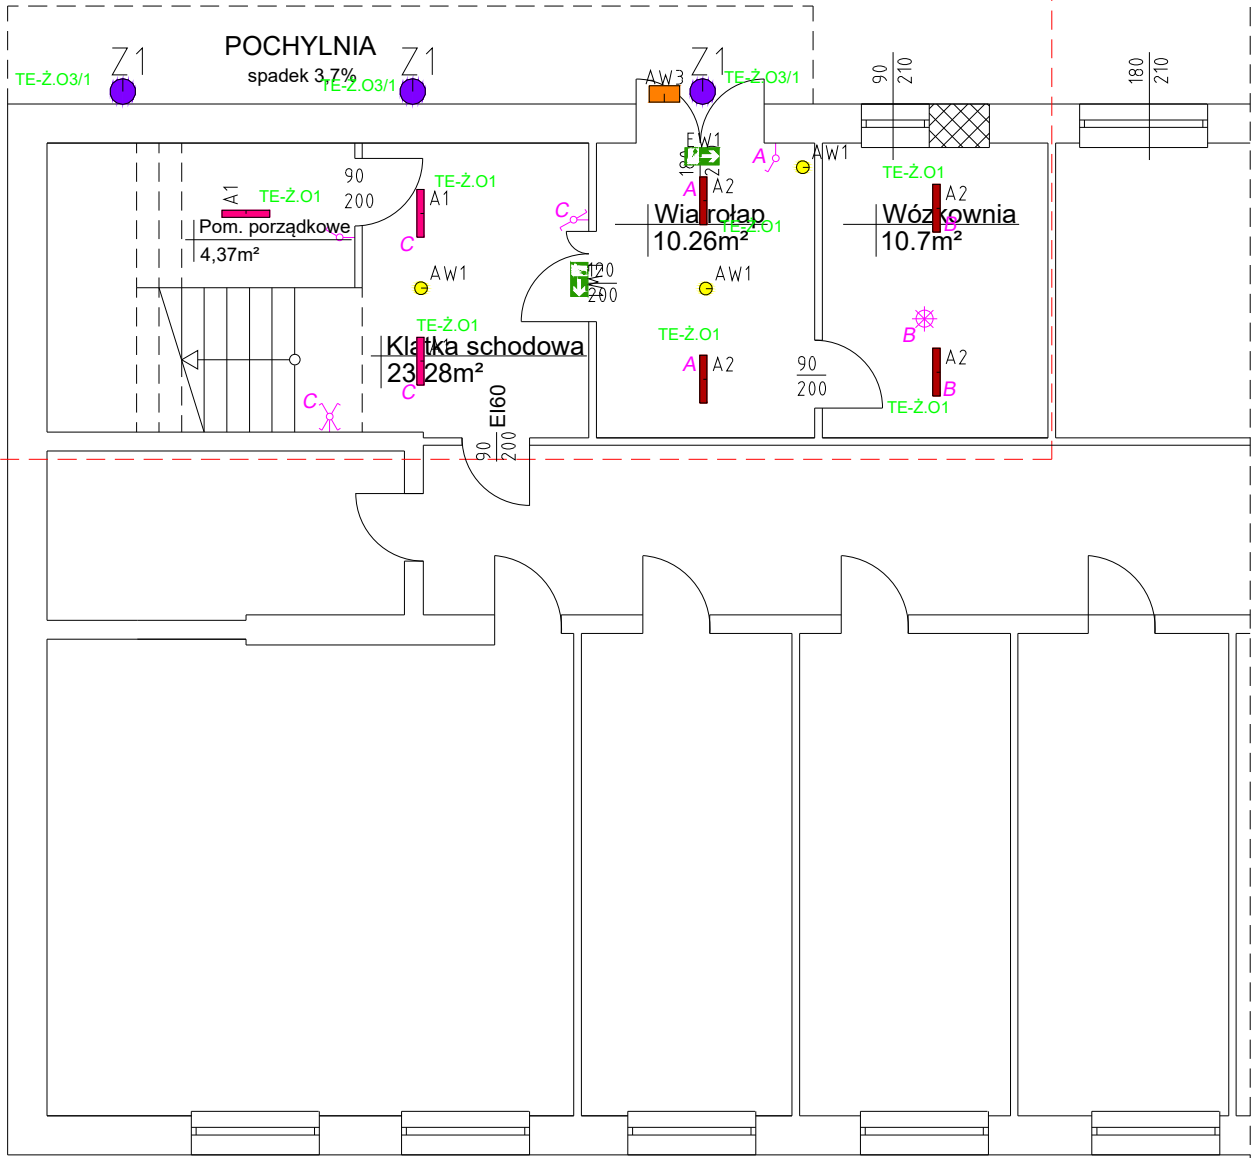 POCHYLNIA
spadek 3,7%
Z1
Z1
Z1
TE-Ż.O3/1
TE-Ż.O3/1
TE-Ż.O3/1
AW3
90
210
180
210
EW1
A
AW1
A1
TE-Ż.O1
90
200
TE-Ż.O1
A1
C
C
A
A2
TE-Ż.O1
TE-Ż.O1
A2
B
Pom. porządkowe
4,37m²
Wiatrołap
10.26m²
Wózkownia
10.7m²
AW1
120
200
AW1
TE-Ż.O1
A1
Klatka schodowa
23.28m²
C
C
TE-Ż.O1
A
A2
B
90
200
A2
B
TE-Ż.O1
EI60
90
200